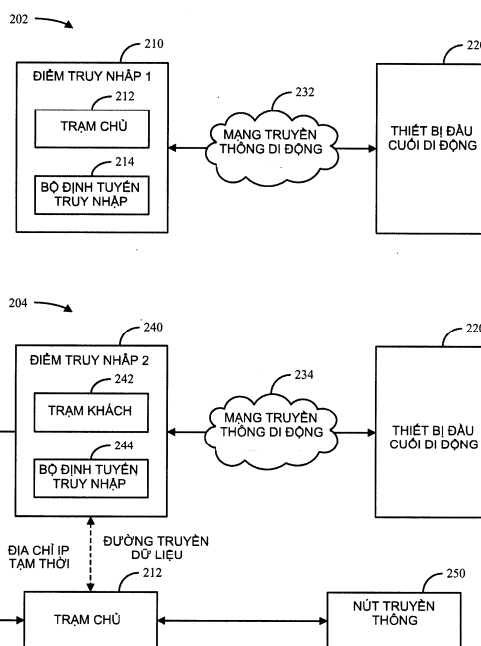 202
210
ĐIỂM TRUY NHẬP 1
212
TRẠM CHỦ
214
BỘ ĐỊNH TUYẾN
TRUY NHẬP
232
MẠNG TRUYỀN
THÔNG DI ĐỘNG
220
THIẾT BỊ ĐẦU
CUỐI DI ĐỘNG
204
240
ĐIỂM TRUY NHẬP 2
242
TRẠM KHÁCH
244
BỘ ĐỊNH TUYẾN
TRUY NHẬP
234
MẠNG TRUYỀN
THÔNG DI ĐỘNG
220
THIẾT BỊ ĐẦU
CUỐI DI ĐỘNG
ĐỊA CHỈ IP
TẠM THỜI
ĐƯỜNG TRUYỀN
DỮ LIỆU
212
TRẠM CHỦ
250
NÚT TRUYỀN
THÔNG